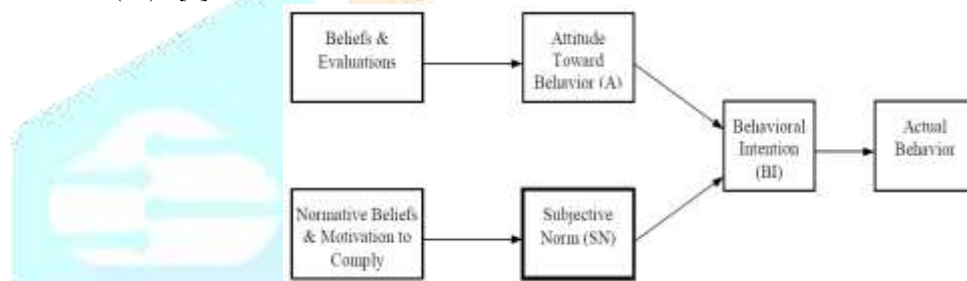 Beliefs &
Evaluations
Attitude
Toward
Behavior (A)
Behavioral
Intention
(BI)
Actual
Behavior
Normative Beliefs
& Motivation to
Comply
Subjective
Norm (SN)